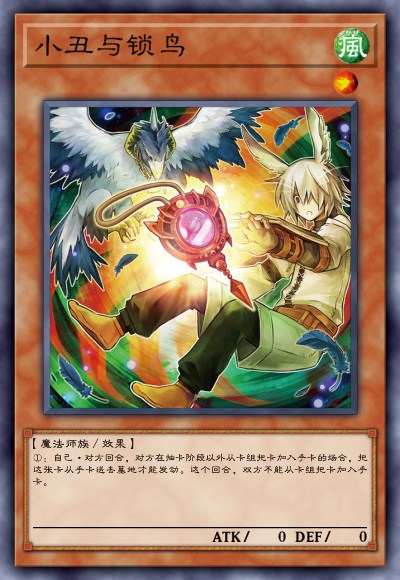 小丑与锁鸟
風
【魔法师族／效果】
①：自己·对方回合，对方在抽卡阶段以外从卡组把卡加入手卡的场合，把
这张卡从手卡送去墓地才能发动。这个回合，双方不能从卡组把卡加入手
卡。
ATK/ 0 DEF/ 0